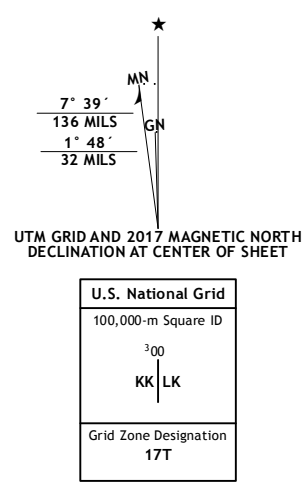 ★
MN
7° 39´
136 MILS
GN
1° 48´
32 MILS
UTM GRID AND 2017 MAGNETIC NORTH
DECLINATION AT CENTER OF SHEET
U.S. National Grid
100,000-m Square ID
³00
KK LK
Grid Zone Designation
17T